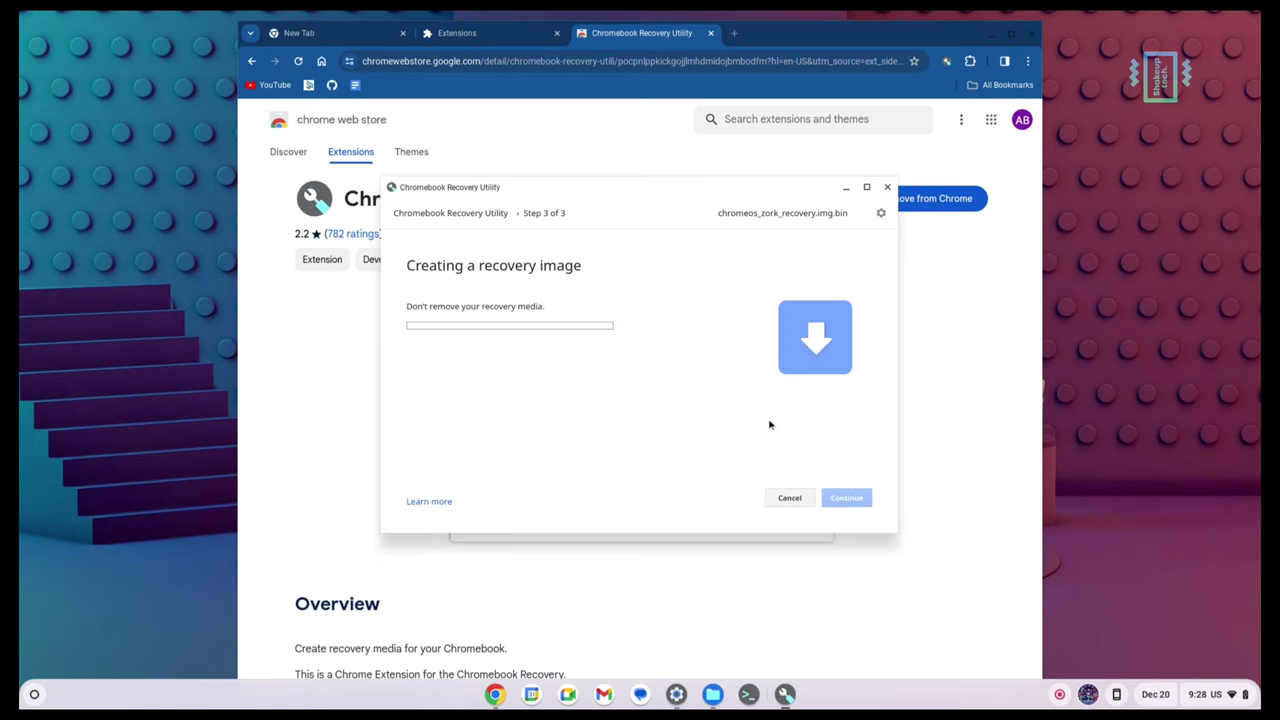 New Tab
Extensions
Chromebook Recovery Utility
chromewebstore.google.com/detail/chromebook-recovery-utili/pocpnlppkickgojjlmhdmidojbmbodfm?hl=en-US&utm_source=ext_side...
YouTube
All Bookmarks
Shakeup tech.
chrome web store
Search extensions and themes
AB
Discover
Extensions
Themes
Chr
ove from Chrome
2.2 ★ (782 ratings)
Extension
Deve
Chromebook Recovery Utility
Chromebook Recovery Utility › Step 3 of 3
chromeos_zork_recovery.img.bin
Creating a recovery image
Don't remove your recovery media.
Learn more
Cancel
Continue
Overview
Create recovery media for your Chromebook.
This is a Chrome Extension for the Chromebook Recovery.
Dec 20
9:28 US